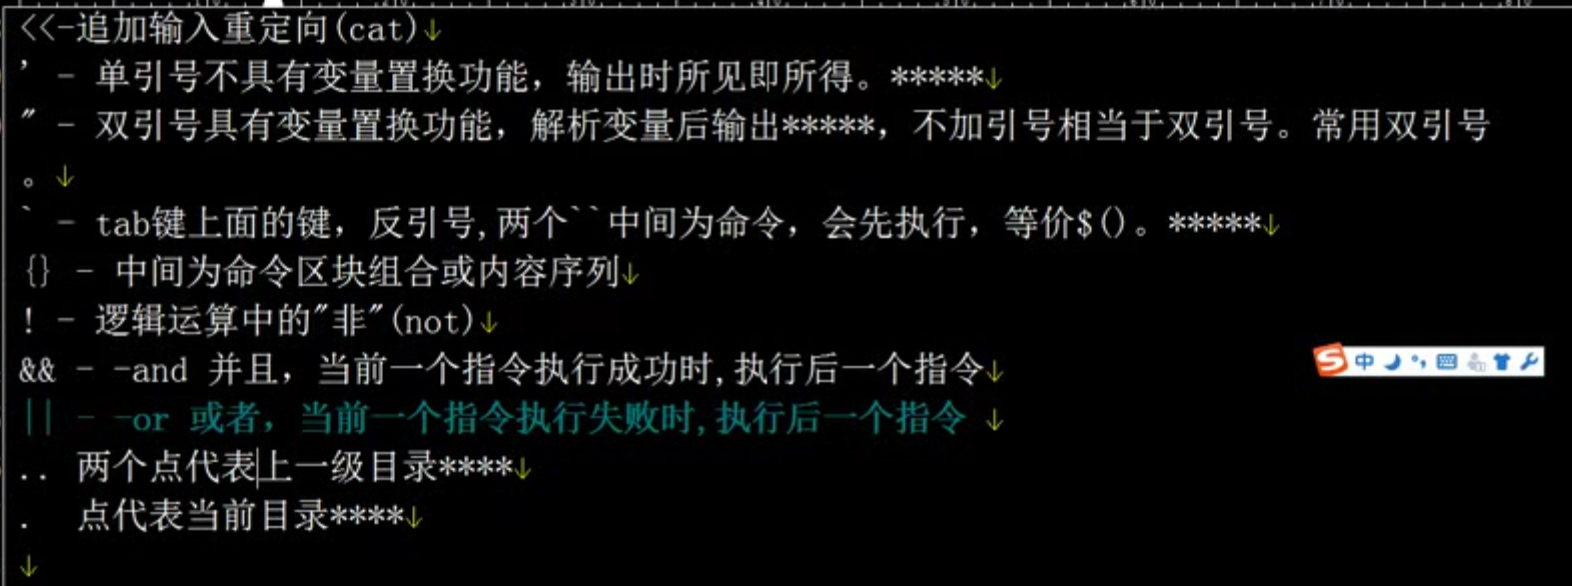 <<-追加输入重定向(cat)↓
' - 单引号不具有变量置换功能，输出时所见即所得。*****↓
" - 双引号具有变量置换功能，解析变量后输出*****，不加引号相当于双引号。常用双引号
。↓
` - tab键上面的键，反引号,两个``中间为命令，会先执行，等价$()。*****↓
{} - 中间为命令区块组合或内容序列↓
! - 逻辑运算中的"非"(not)↓
&& - -and 并且，当前一个指令执行成功时,执行后一个指令↓
中
|| - -or 或者，当前一个指令执行失败时,执行后一个指令 ↓
.. 两个点代表上一级目录****↓
. 点代表当前目录****↓
↓